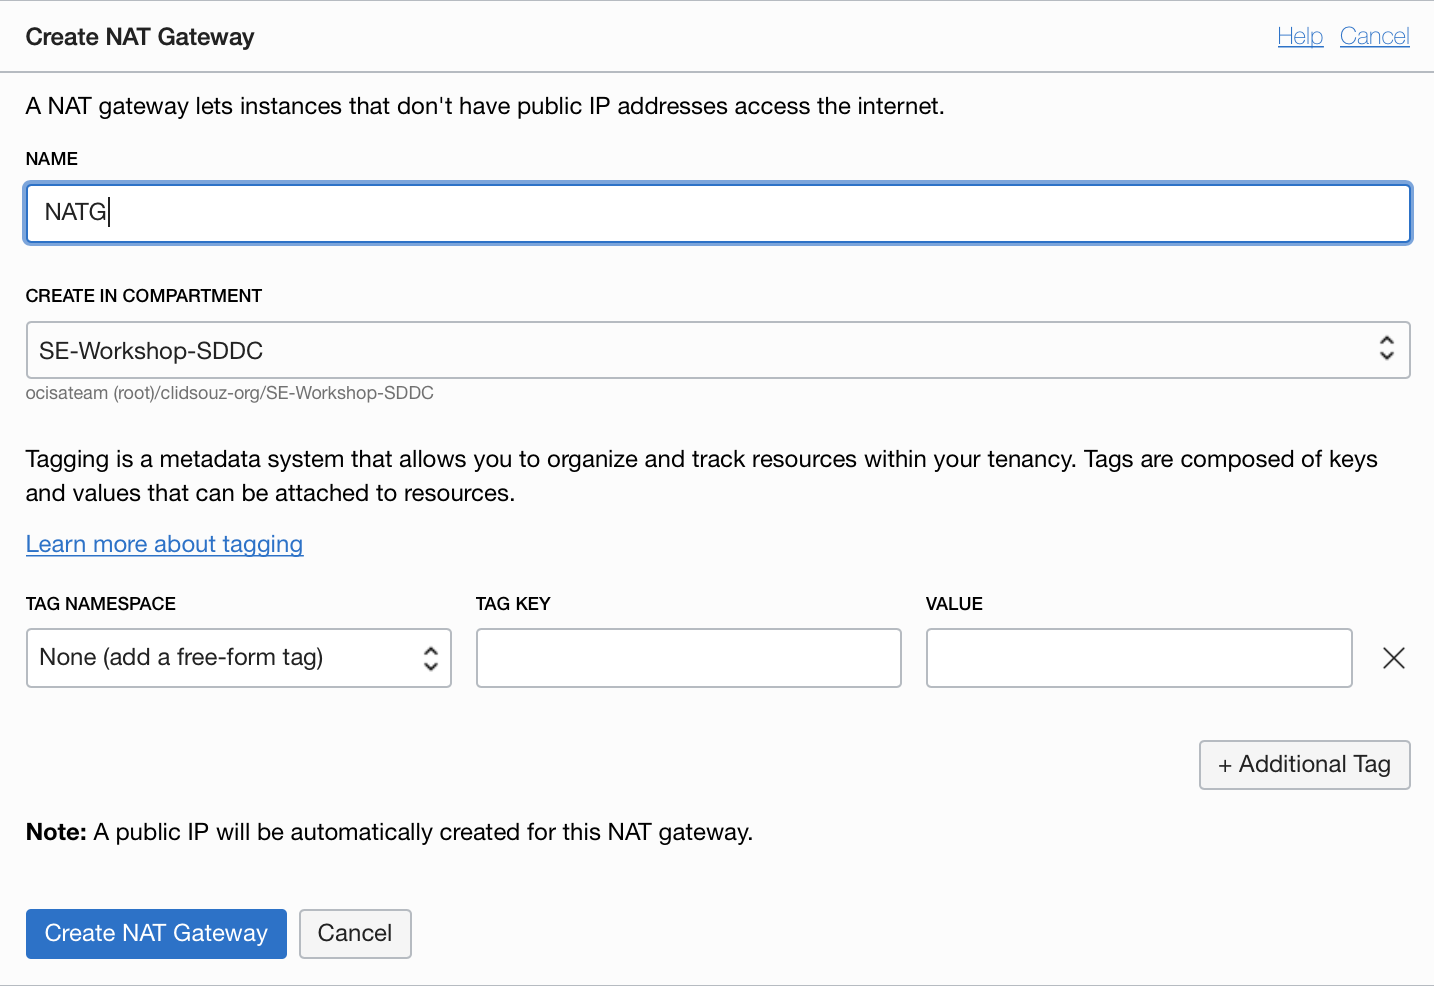 Create NAT Gateway
Help Cancel
A NAT gateway lets instances that don't have public IP addresses access the internet.
NAME
NATG
CREATE IN COMPARTMENT
SE-Workshop-SDDC
ocisateam (root)/clidsouz-org/SE-Workshop-SDDC
Tagging is a metadata system that allows you to organize and track resources within your tenancy. Tags are composed of keys
and values that can be attached to resources.
Learn more about tagging
TAG NAMESPACE TAG KEY VALUE
None (add a free-form tag)
+ Additional Tag
Note: A public IP will be automatically created for this NAT gateway.
Create NAT Gateway Cancel